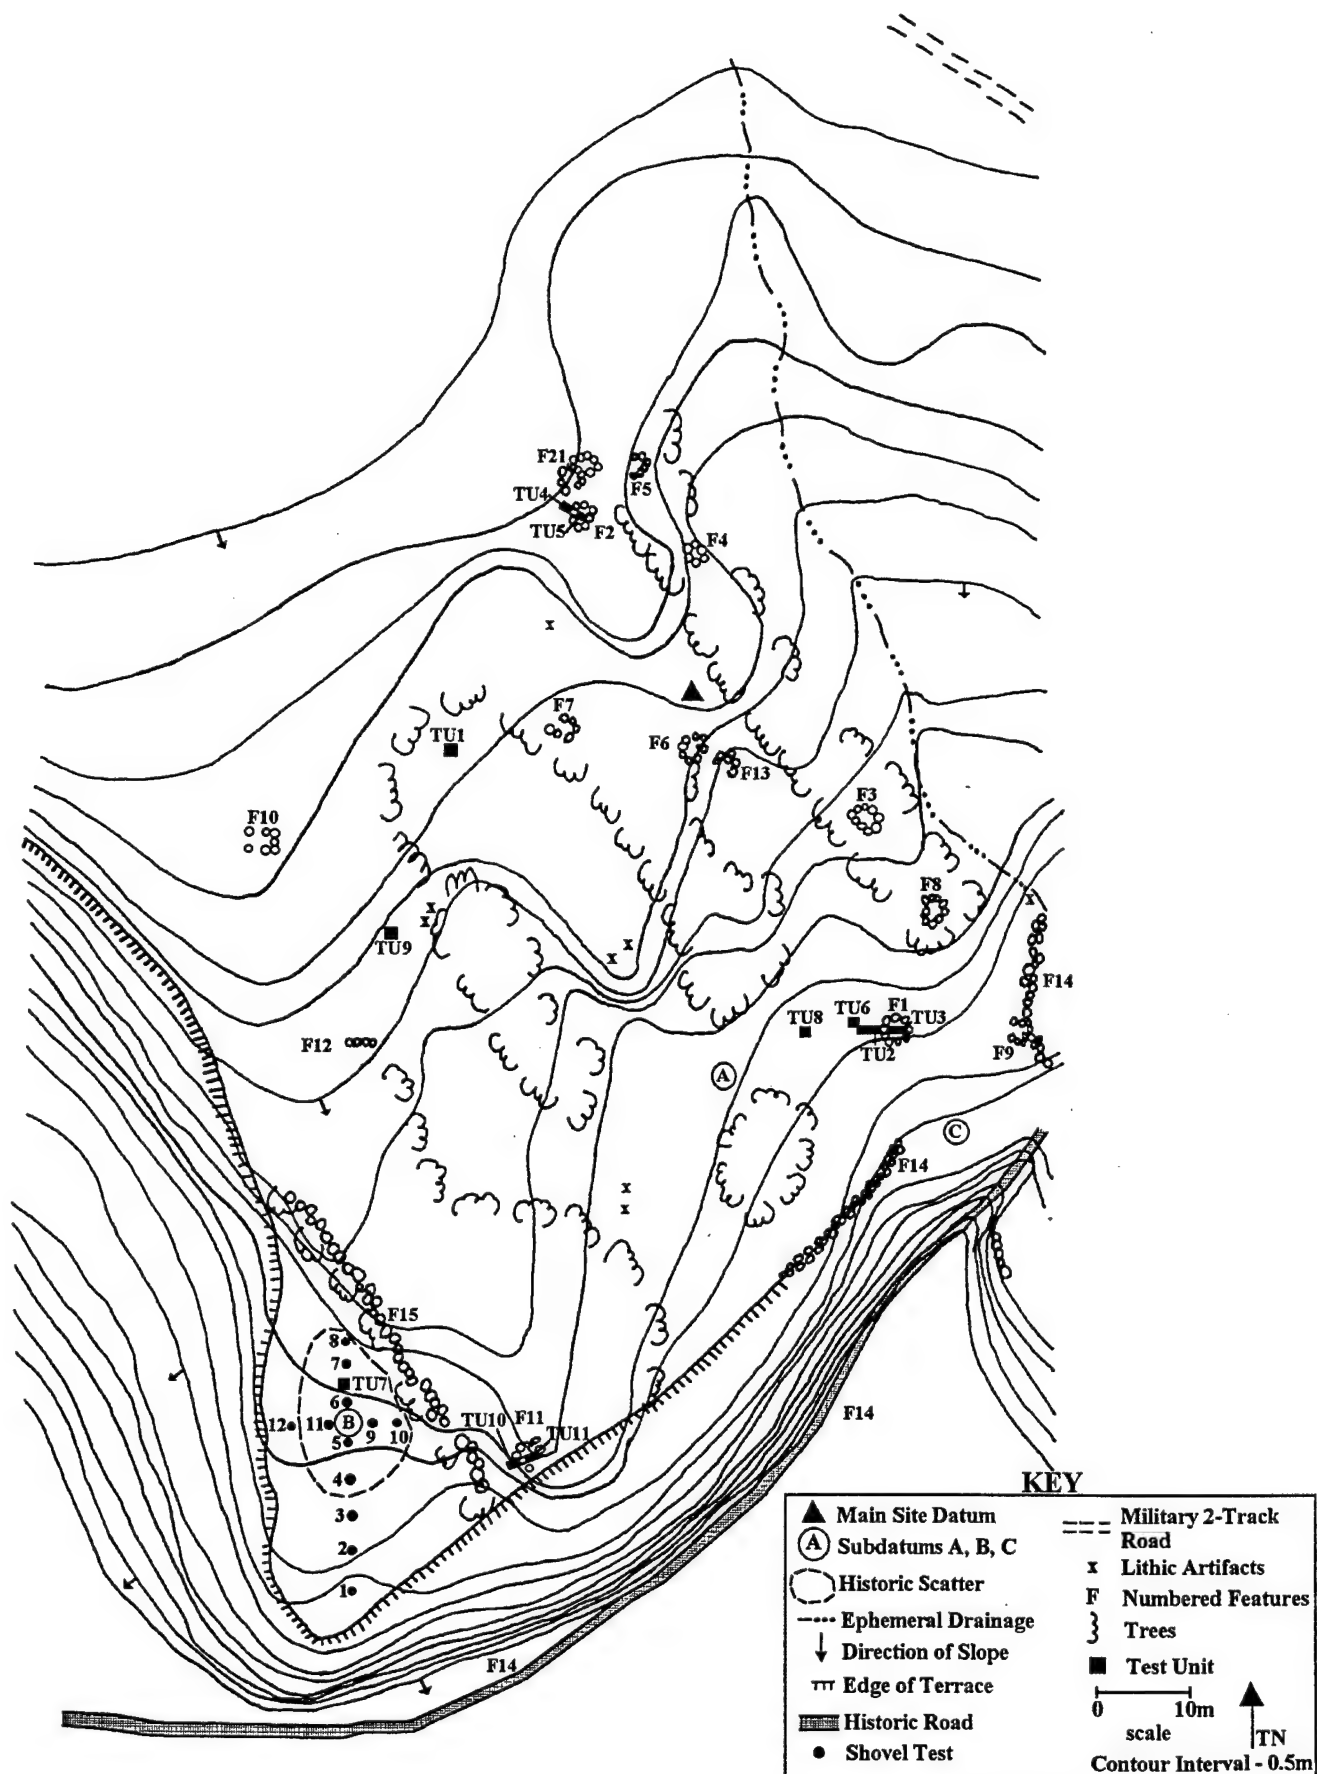 F21
TU4
F5
TU5
F2
F4
F7
TU1
F6
F13
F3
F10
F8
TU9
F14
TU8
TU6
F1
TU3
F12
TU2
F9
A
C
F14
F15
8
7
TU7
6
12
11
B
9
10
5
TU10
F11
TU11
F14
4
3
2
1
F14
KEY
Main Site Datum
A Subdatums A, B, C
Historic Scatter
Ephemeral Drainage
Direction of Slope
Edge of Terrace
Historic Road
Shovel Test
Military 2-Track
Road
x Lithic Artifacts
F Numbered Features
Trees
Test Unit
0 10m
scale
TN
Contour Interval - 0.5m